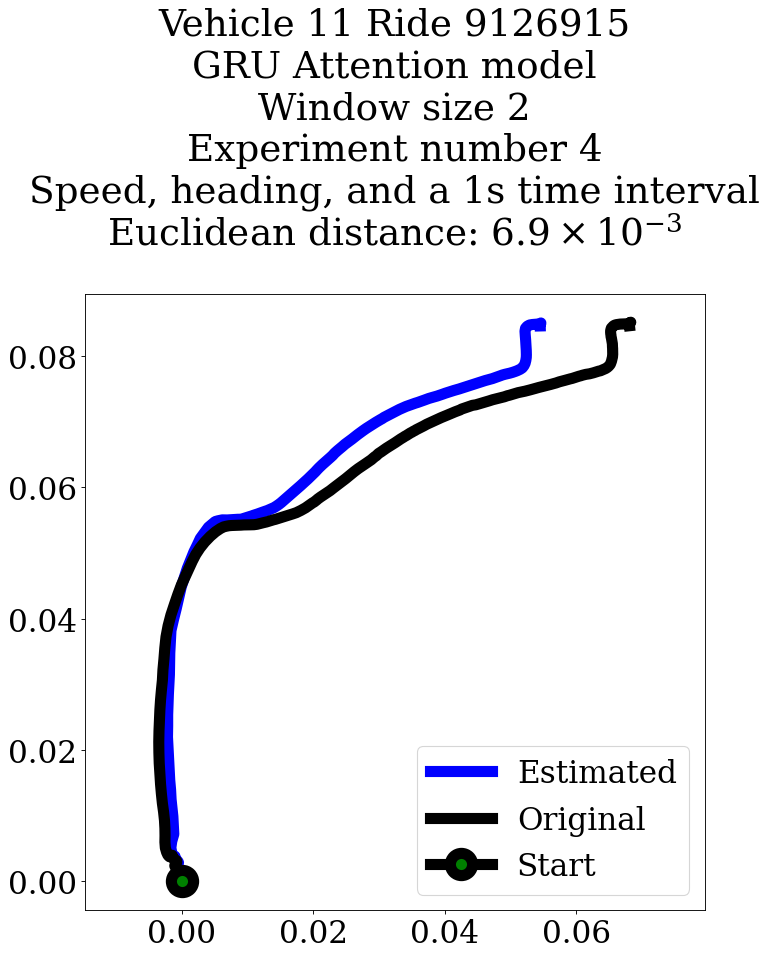 Vehicle 11 Ride 9126915
GRU Attention model
Window size 2
Experiment number 4
Speed, heading, and a 1s time interval
Euclidean distance: 6.9 × 10⁻³
0.08
0.06
0.04
0.02
0.00
Estimated
Original
Start
0.00 0.02 0.04 0.06